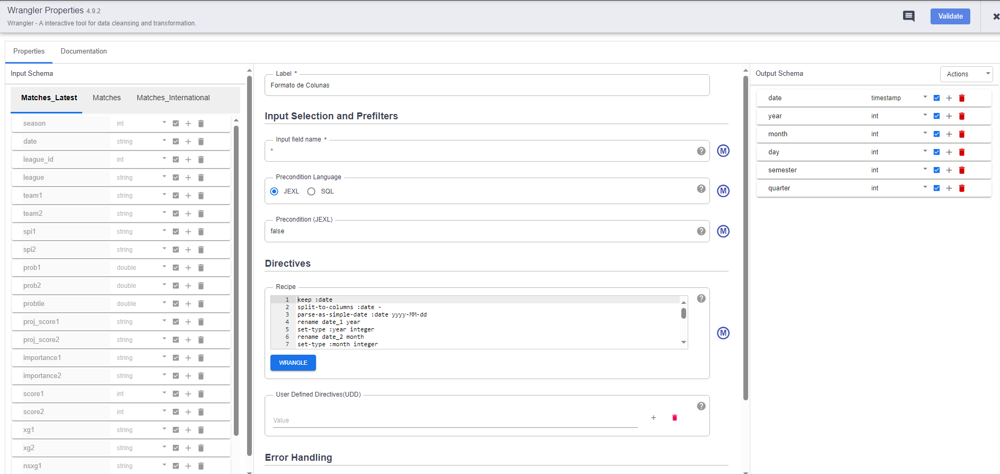 Wrangler Properties 4.9.2
Wrangler - A interactive tool for data cleansing and transformation.
Validate
Properties
Documentation
Input Schema
Matches_Latest
Matches
Matches_International
season int
date string
league_id int
league string
team1 string
team2 string
spi1 string
spi2 string
prob1 double
prob2 double
probtie double
proj_score1 string
proj_score2 string
importance1 string
importance2 string
score1 int
score2 int
xg1 string
xg2 string
nsxg1 string
Label *
Formato de Colunas
Input Selection and Prefilters
Input field name *
*
M
Precondition Language
JEXL SQL
M
Precondition (JEXL)
false
M
Directives
Recipe
1 keep :date
2 split-to-columns :date -
3 parse-as-simple-date :date yyyy-MM-dd
4 rename date_1 year
5 set-type :year integer
6 rename date_2 month
7 set-type :month integer
M
WRANGLE
User Defined Directives(UDD)
Value
Error Handling
Output Schema
Actions
date timestamp
year int
month int
day int
semester int
quarter int